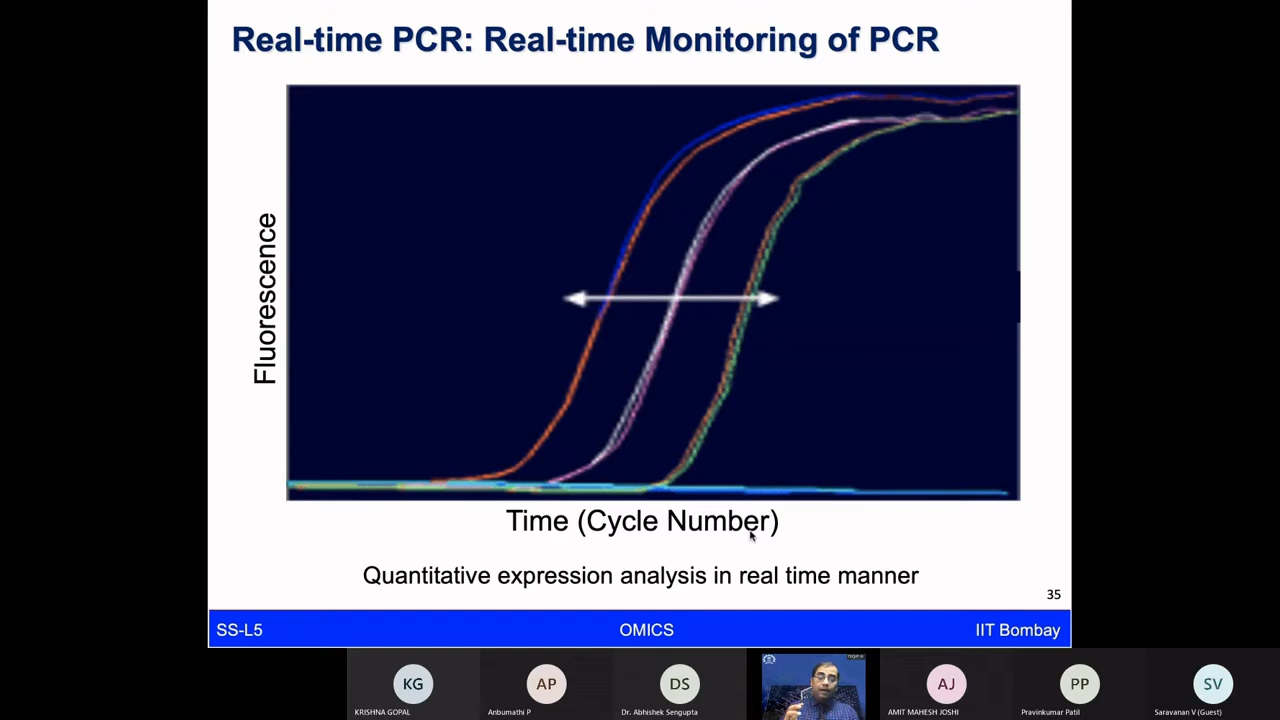 Real-time PCR: Real-time Monitoring of PCR
Fluorescence
Time (Cycle Number)
Quantitative expression analysis in real time manner
35
SS-L5
OMICS
IIT Bombay
KG
AP
DS
AJ
PP
SV
KRISHNA GOPAL
Anbumathi P
Dr. Abhishek Sengupta
AMIT MAHESH JOSHI
Pravinkumar Patil
Saravanan V (Guest)